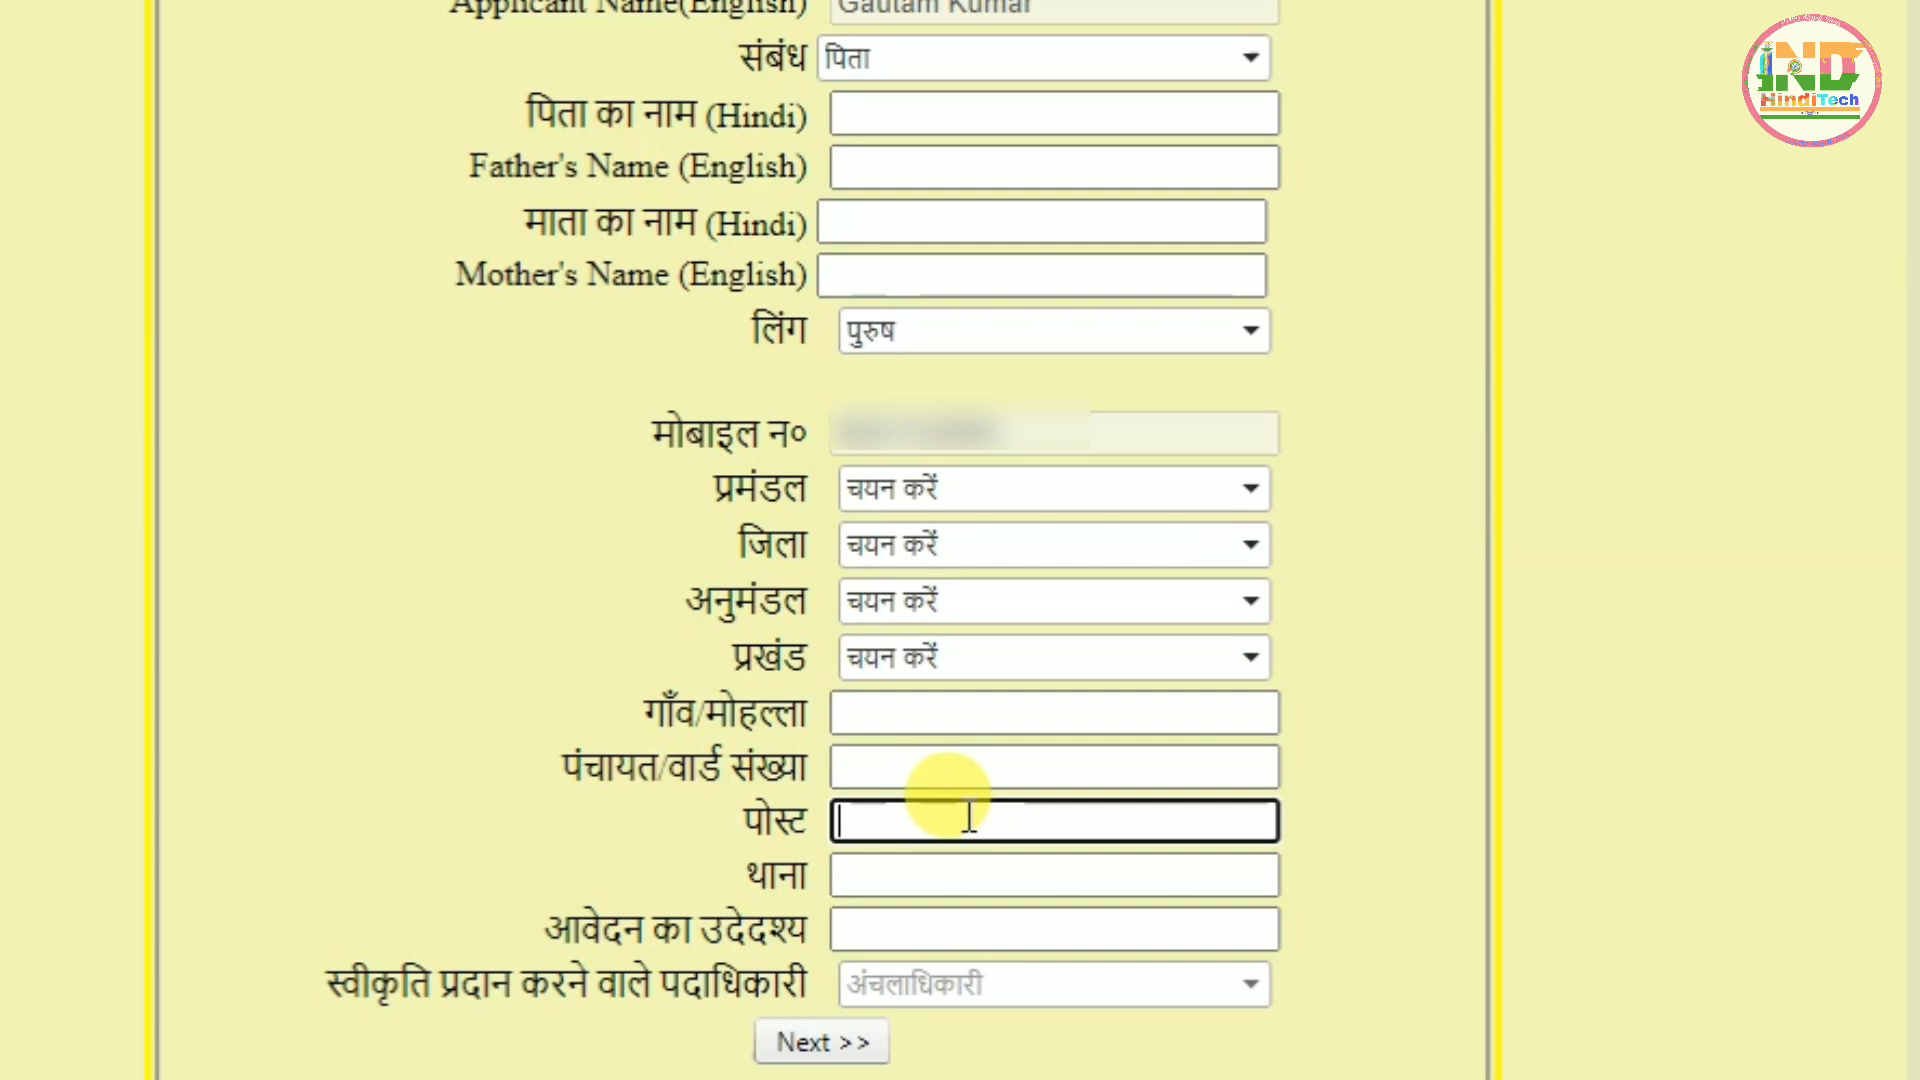 Applicant Name(English) Gautam Kumar
संबंध पिता
पिता का नाम (Hindi)
Father's Name (English)
माता का नाम (Hindi)
Mother's Name (English)
लिंग पुरुष
मोबाइल न०
प्रमंडल चयन करें
जिला चयन करें
अनुमंडल चयन करें
प्रखंड चयन करें
गाँव/मोहल्ला
पंचायत/वार्ड संख्या
पोस्ट
थाना
आवेदन का उदेदश्य
स्वीकृति प्रदान करने वाले पदाधिकारी अंचलाधिकारी
Next >>
iND
HindiTech